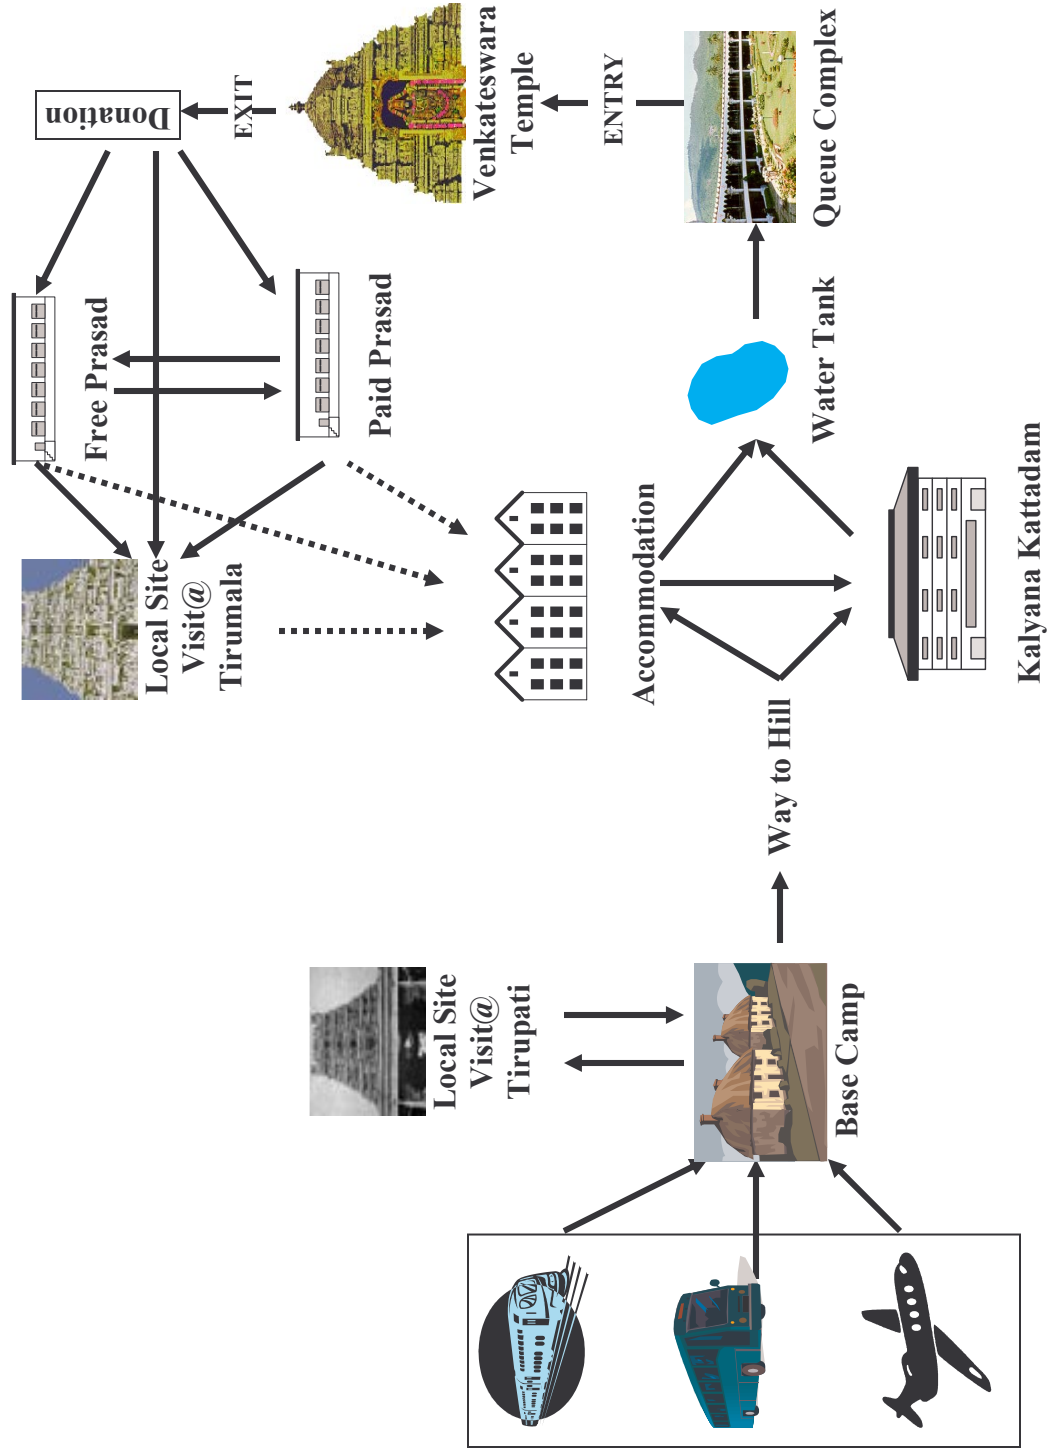 Donation
EXIT
Venkateswara
Temple
ENTRY
Queue Complex
Free Prasad
Paid Prasad
Water Tank
Local Site
Visit@
Tirumala
Accommodation
Kalyana Kattadam
Way to Hill
Local Site
Visit@
Tirupati
Base Camp